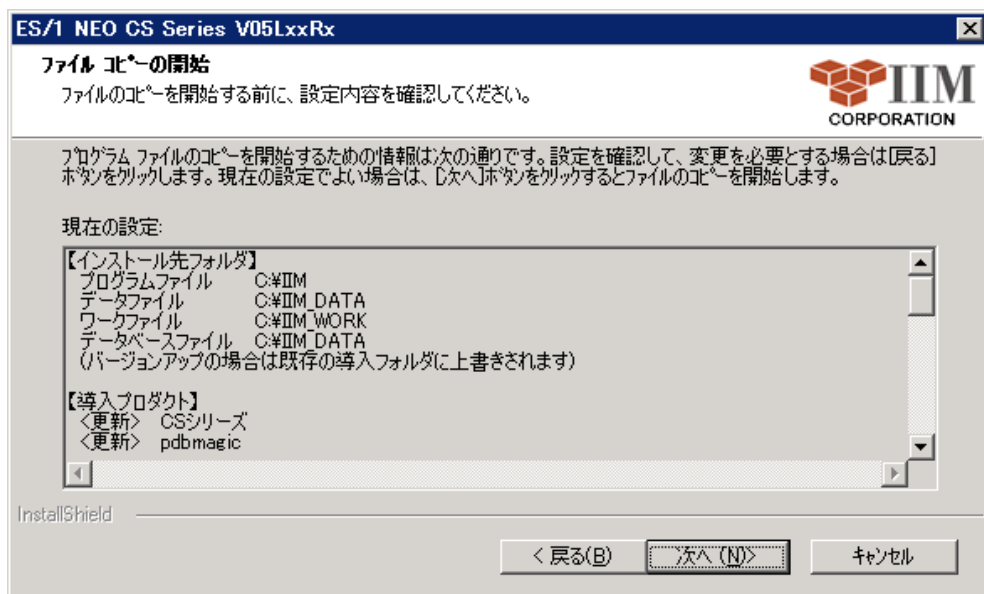 ES/1 NEO CS Series V05LxxRx
ファイル コピーの開始
ファイルのコピーを開始する前に、設定内容を確認してください。
IIM
CORPORATION
プログラム ファイルのコピーを開始するための情報は次の通りです。設定を確認して、変更を必要とする場合は[戻る]
ボタンをクリックします。現在の設定でよい場合は、[次へ]ボタンをクリックするとファイルのコピーを開始します。
現在の設定:
【インストール先フォルダ】
プログラムファイル C:¥IIM
データファイル C:¥IIM_DATA
ワークファイル C:¥IIM_WORK
データベースファイル C:¥IIM_DATA
(バージョンアップの場合は既存の導入フォルダに上書きされます)
【導入プロダクト】
<更新> CSシリーズ
<更新> pdbmagic
InstallShield
< 戻る(B)
次へ (N)>
キャンセル